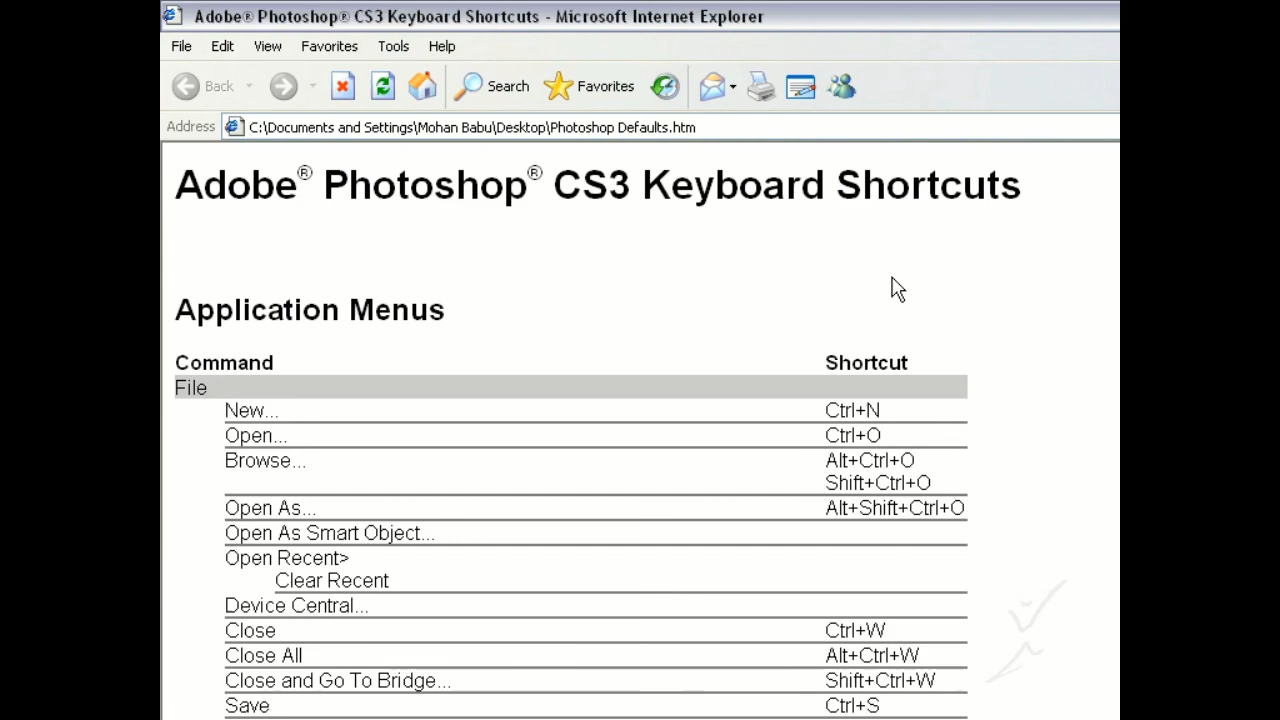 Adobe® Photoshop® CS3 Keyboard Shortcuts - Microsoft Internet Explorer
File Edit View Favorites Tools Help
Back Search Favorites
Address C:\Documents and Settings\Mohan Babu\Desktop\Photoshop Defaults.htm
Adobe® Photoshop® CS3 Keyboard Shortcuts
Application Menus
Command Shortcut
File
New... Ctrl+N
Open... Ctrl+O
Browse... Alt+Ctrl+O
Shift+Ctrl+O
Open As... Alt+Shift+Ctrl+O
Open As Smart Object...
Open Recent>
Clear Recent
Device Central...
Close Ctrl+W
Close All Alt+Ctrl+W
Close and Go To Bridge... Shift+Ctrl+W
Save Ctrl+S